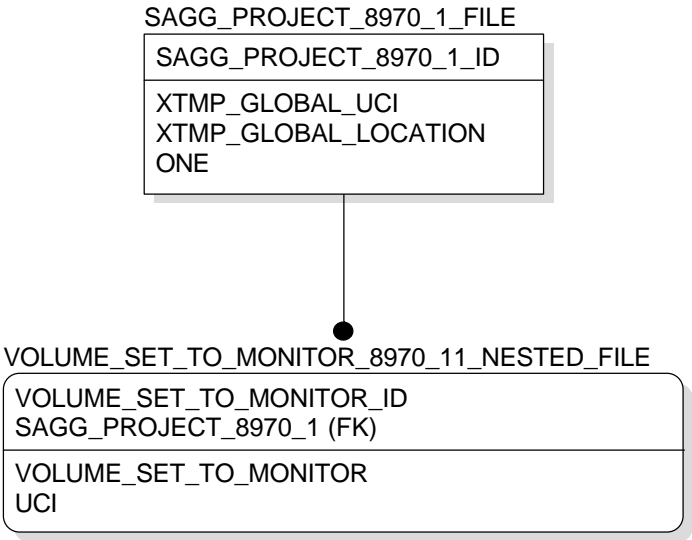 SAGG_PROJECT_8970_1_FILE
SAGG_PROJECT_8970_1_ID
XTMP_GLOBAL_UCI
XTMP_GLOBAL_LOCATION
ONE
VOLUME_SET_TO_MONITOR_8970_11_NESTED_FILE
VOLUME_SET_TO_MONITOR_ID
SAGG_PROJECT_8970_1 (FK)
VOLUME_SET_TO_MONITOR
UCI